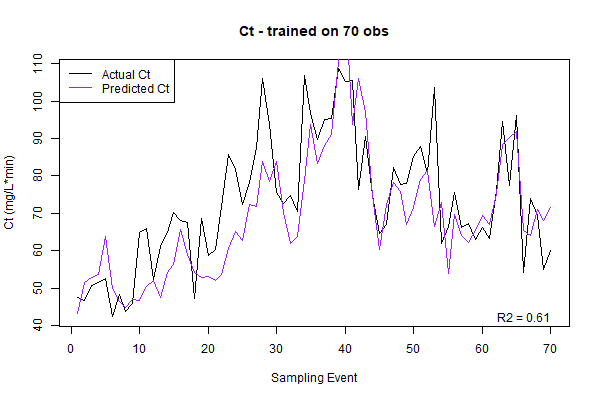 Ct - trained on 70 obs
Actual Ct
Predicted Ct
Ct (mg/L*min)
110
100
90
80
70
60
50
40
R2 = 0.61
0 10 20 30 40 50 60 70
Sampling Event